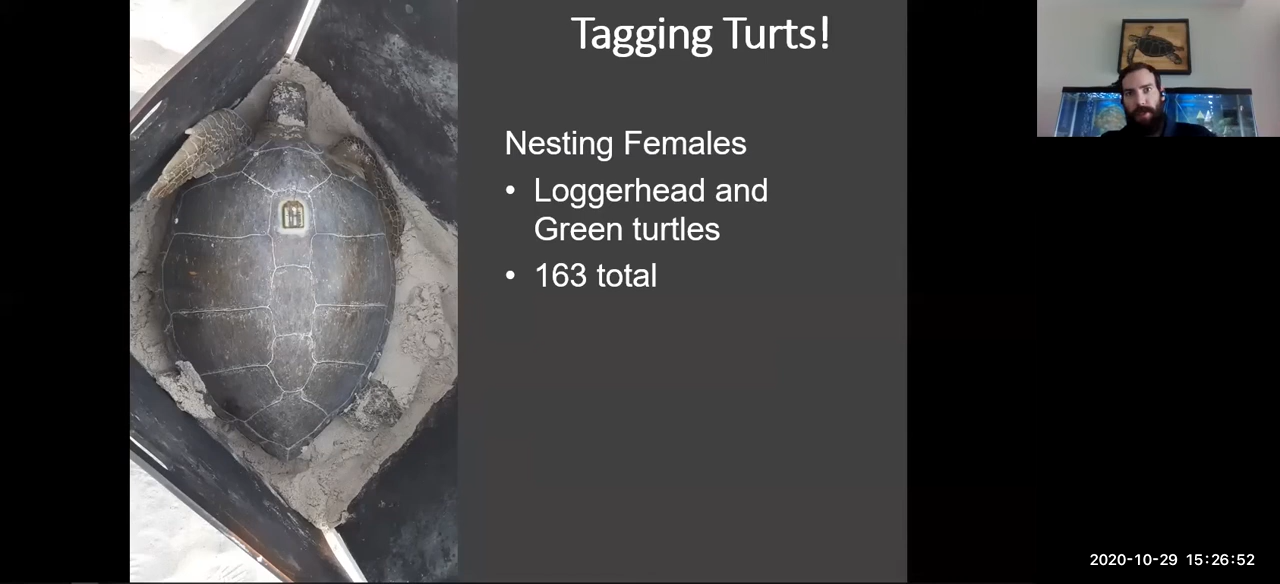 Tagging Turts!
Nesting Females
• Loggerhead and
Green turtles
• 163 total
2020-10-29 15:26:52